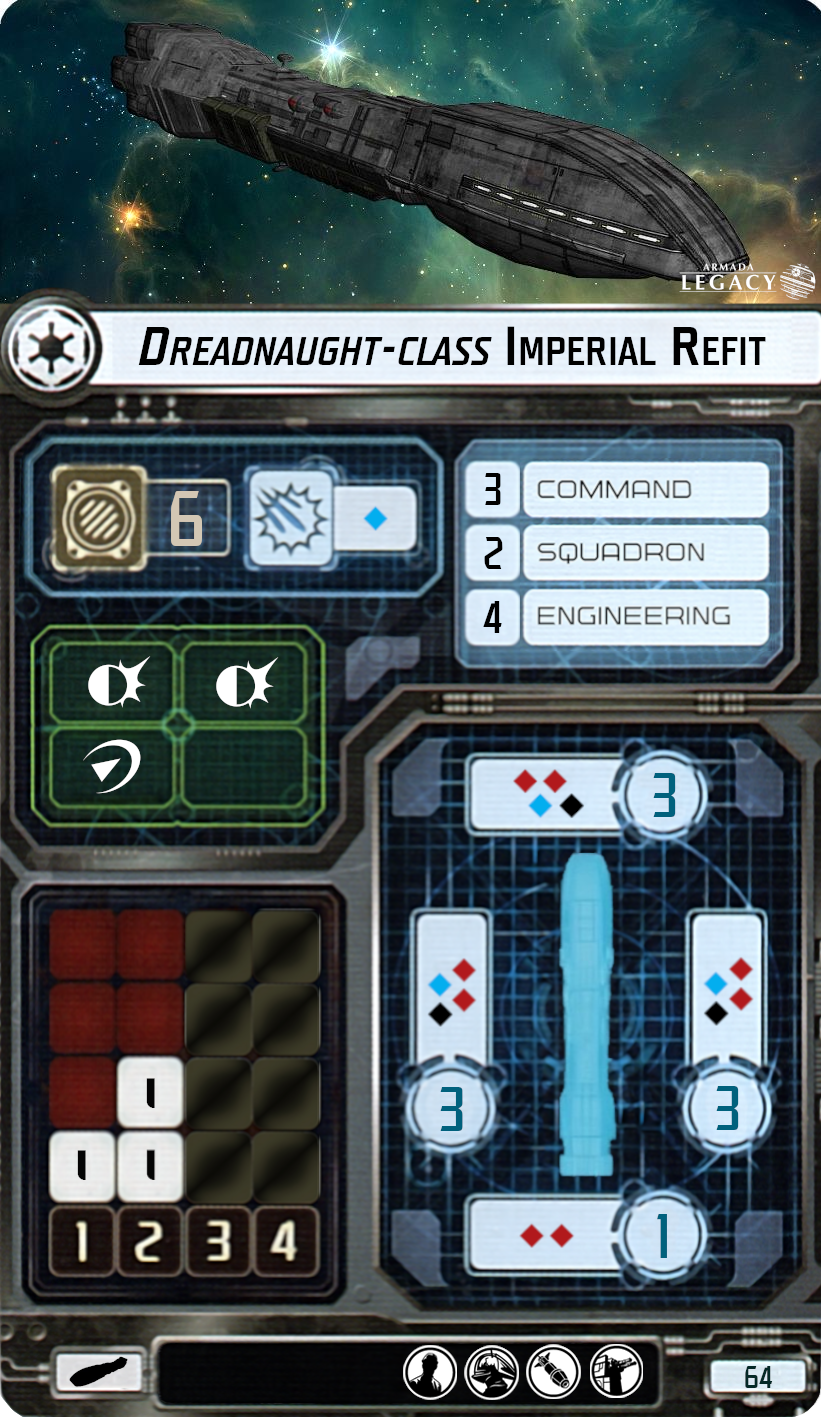 ARMADA
LEGACY
DREADNAUGHT-CLASS IMPERIAL REFIT
6
3 COMMAND
2 SQUADRON
4 ENGINEERING
3
3
3
1
1
1 1
1 2 3 4
64